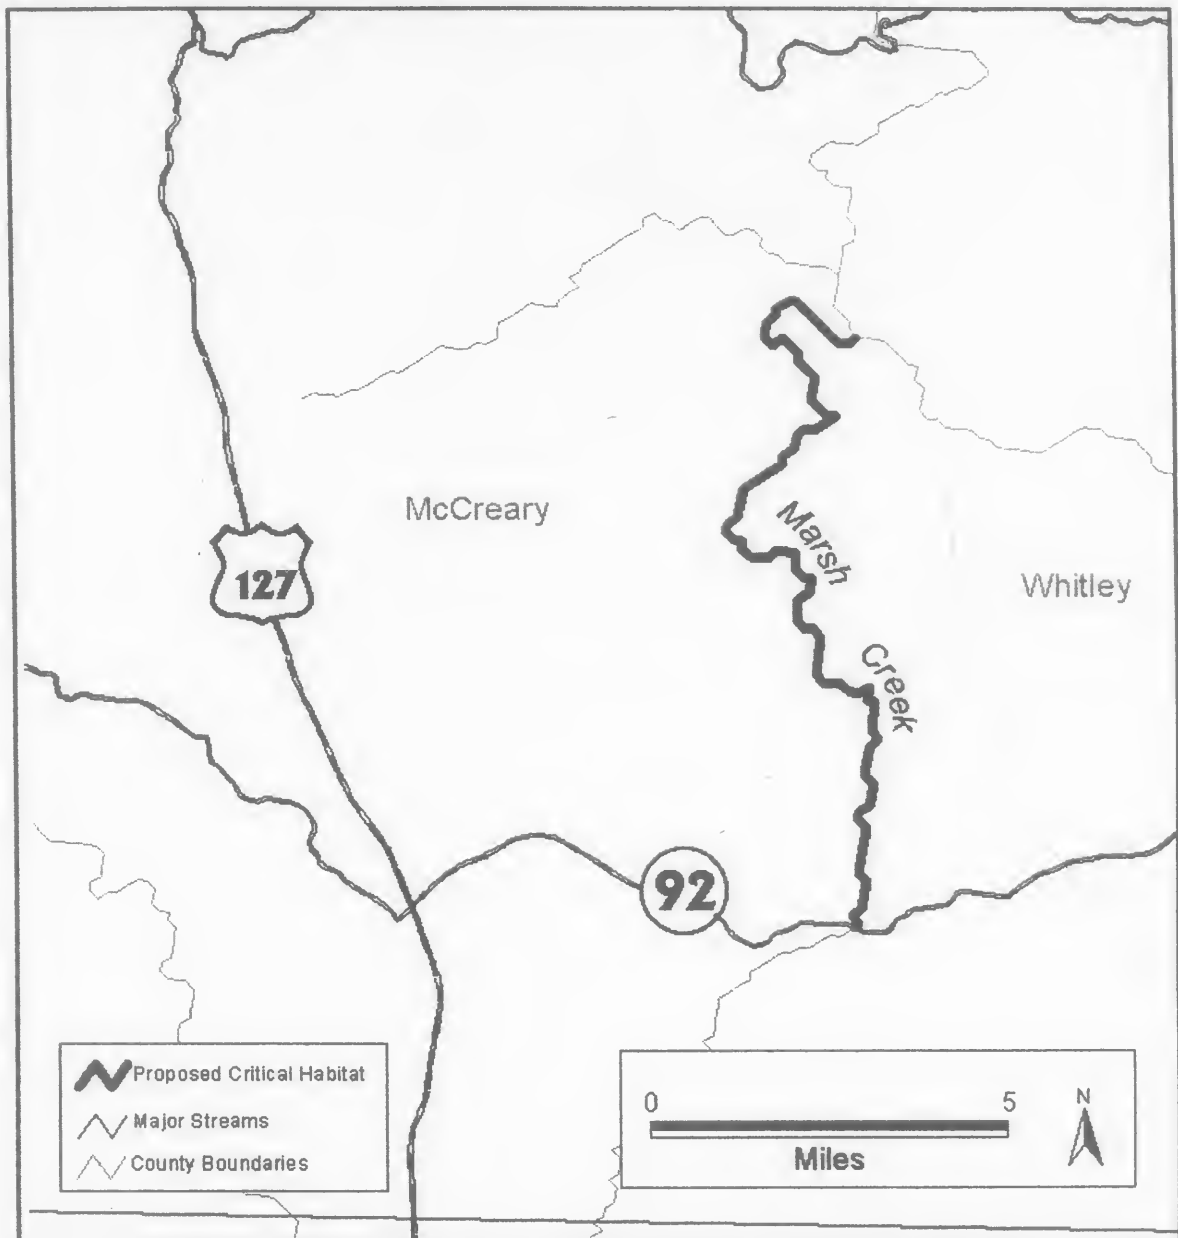 McCreary
Marsh
Creek
127
Whitley
92
Proposed Critical Habitat
Major Streams
County Boundaries
0 5
N
Miles